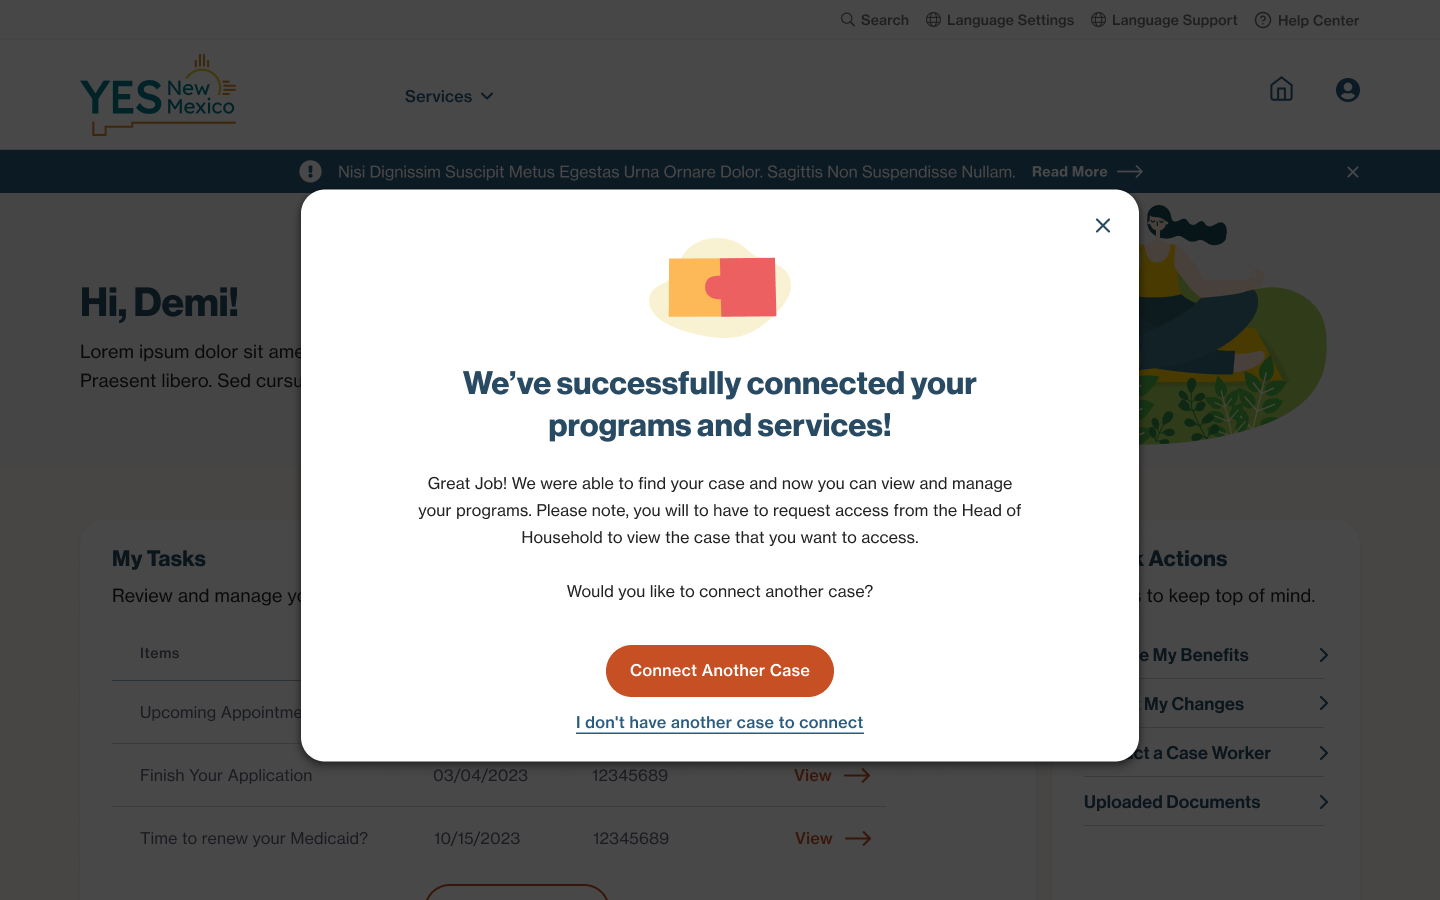 Search Language Settings Language Support Help Center
YES New Mexico
Services
Nisi Dignissim Suscipit Metus Egestas Urna Ornare Dolor. Sagittis Non Suspendisse Nullam. Read More
Hi, Demi!
Lorem ipsum dolor sit ame
Praesent libero. Sed cursu
We’ve successfully connected your
programs and services!
Great Job! We were able to find your case and now you can view and manage
your programs. Please note, you will to have to request access from the Head of
Household to view the case that you want to access.
Would you like to connect another case?
Connect Another Case
I don't have another case to connect
My Tasks
Review and manage yo
Items
Upcoming Appointme
Finish Your Application 03/04/2023 12345689 View
Time to renew your Medicaid? 10/15/2023 12345689 View
Actions
to keep top of mind.
e My Benefits
My Changes
ct a Case Worker
Uploaded Documents